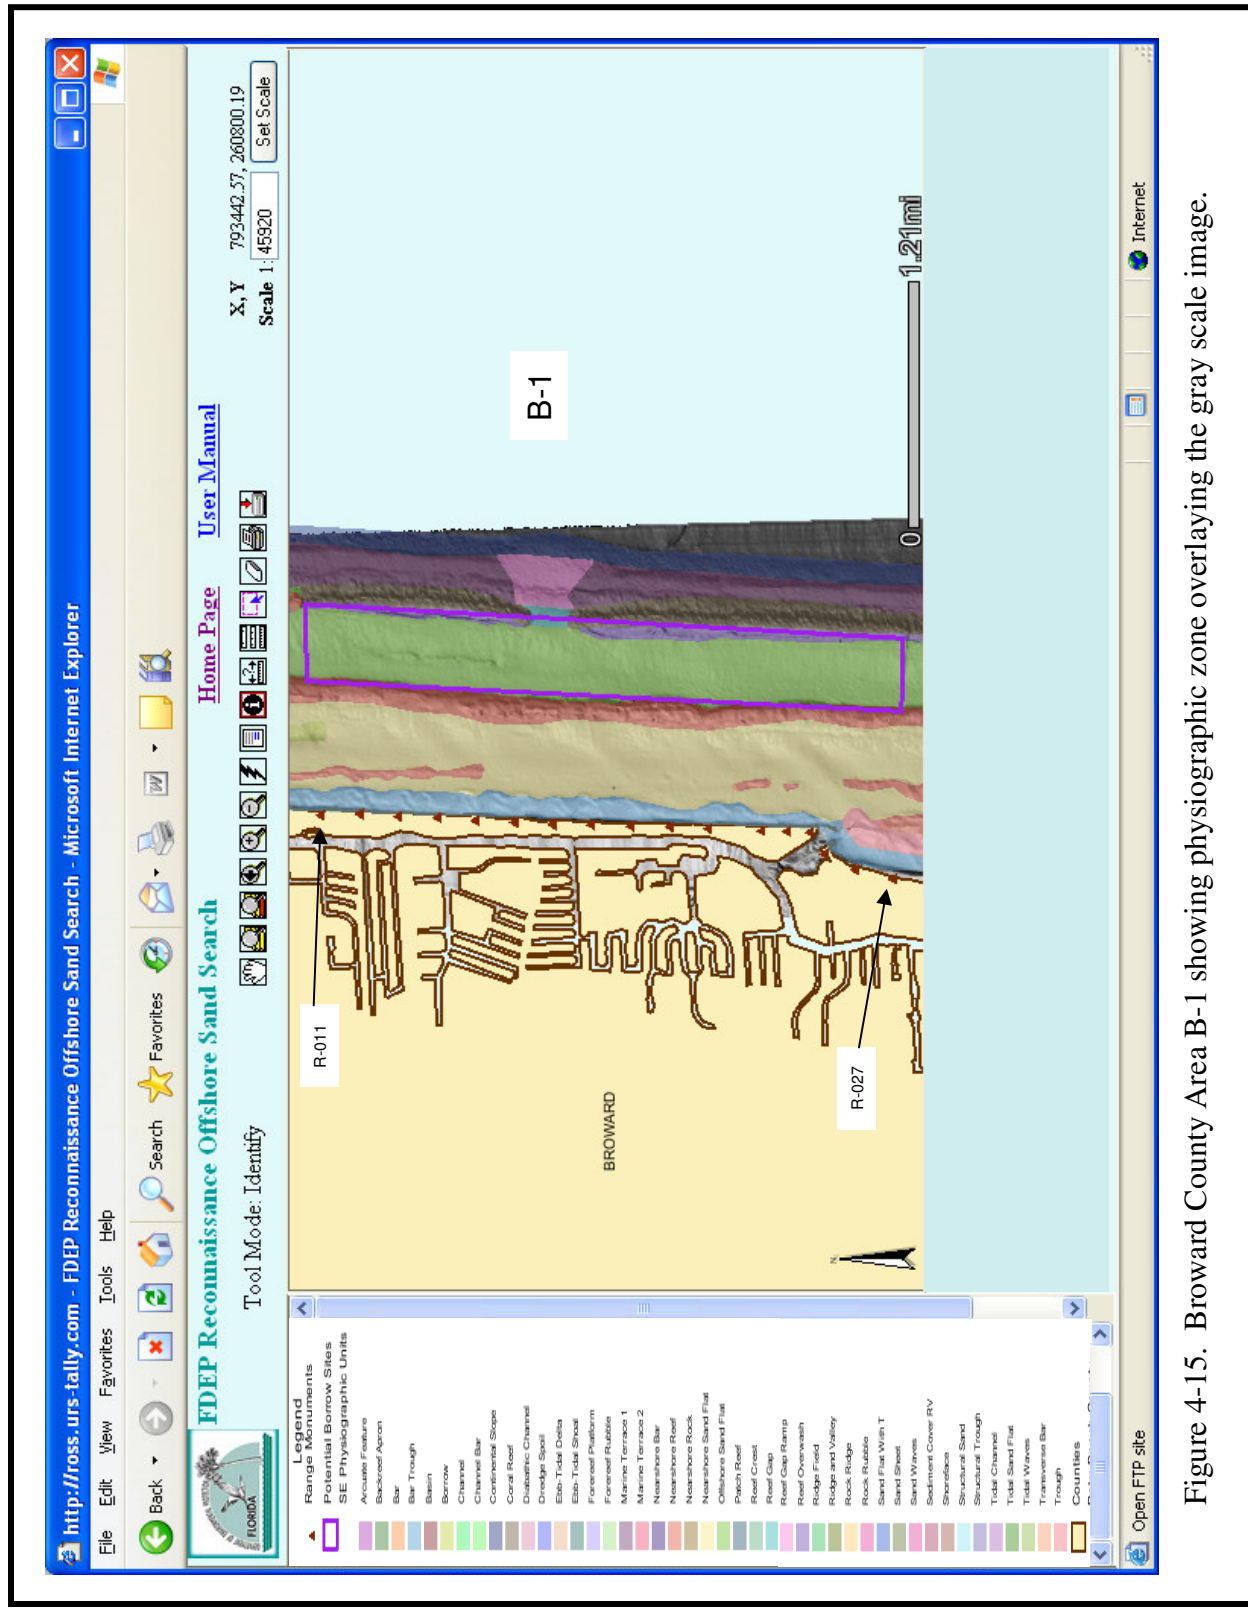 http://ross.urs-tally.com - FDEP Reconnaissance Offshore Sand Search - Microsoft Internet Explorer
File Edit View Favorites Tools Help
Back Search Favorites
FLORIDA
FDEP Reconnaissance Offshore Sand Search
Home Page
User Manual
X, Y 793442.57, 260800.19
Tool Mode: Identify
Scale 1: 45920 Set Scale
Legend
Range Monuments
Potential Borrow Sites
SE Physiographic Units
Arcuate Feature
Backreef Apron
Bar
Bar Trough
Basin
Borrow
Channel
Channel Bar
Continental Slope
Coral Reef
Diabathic Channel
Dredge Spoil
Ebb-Tidal Delta
Ebb-Tidal Shoal
Forereef Platform
Forereef Rubble
Marine Terrace 1
Marine Terrace 2
Nearshore Bar
Nearshore Reef
Nearshore Rock
Nearshore Sand Flat
Offshore Sand Flat
Patch Reef
Reef Crest
Reef Gap
Reef Gap Ramp
Reef Overwash
Ridge Field
Ridge and Valley
Rock Ridge
Rock Rubble
Sand Flat With T
Sand Sheet
Sand Waves
Sediment Cover RV
Shoreface
Structural Sand
Structural Trough
Tidal Channel
Tidal Sand Flat
Tidal Waves
Transverse Bar
Trough
Counties
R-011
BROWARD
R-027
N
B-1
0 1.21mi
Open FTP site
Internet
Figure 4-15. Broward County Area B-1 showing physiographic zone overlaying the gray scale image.